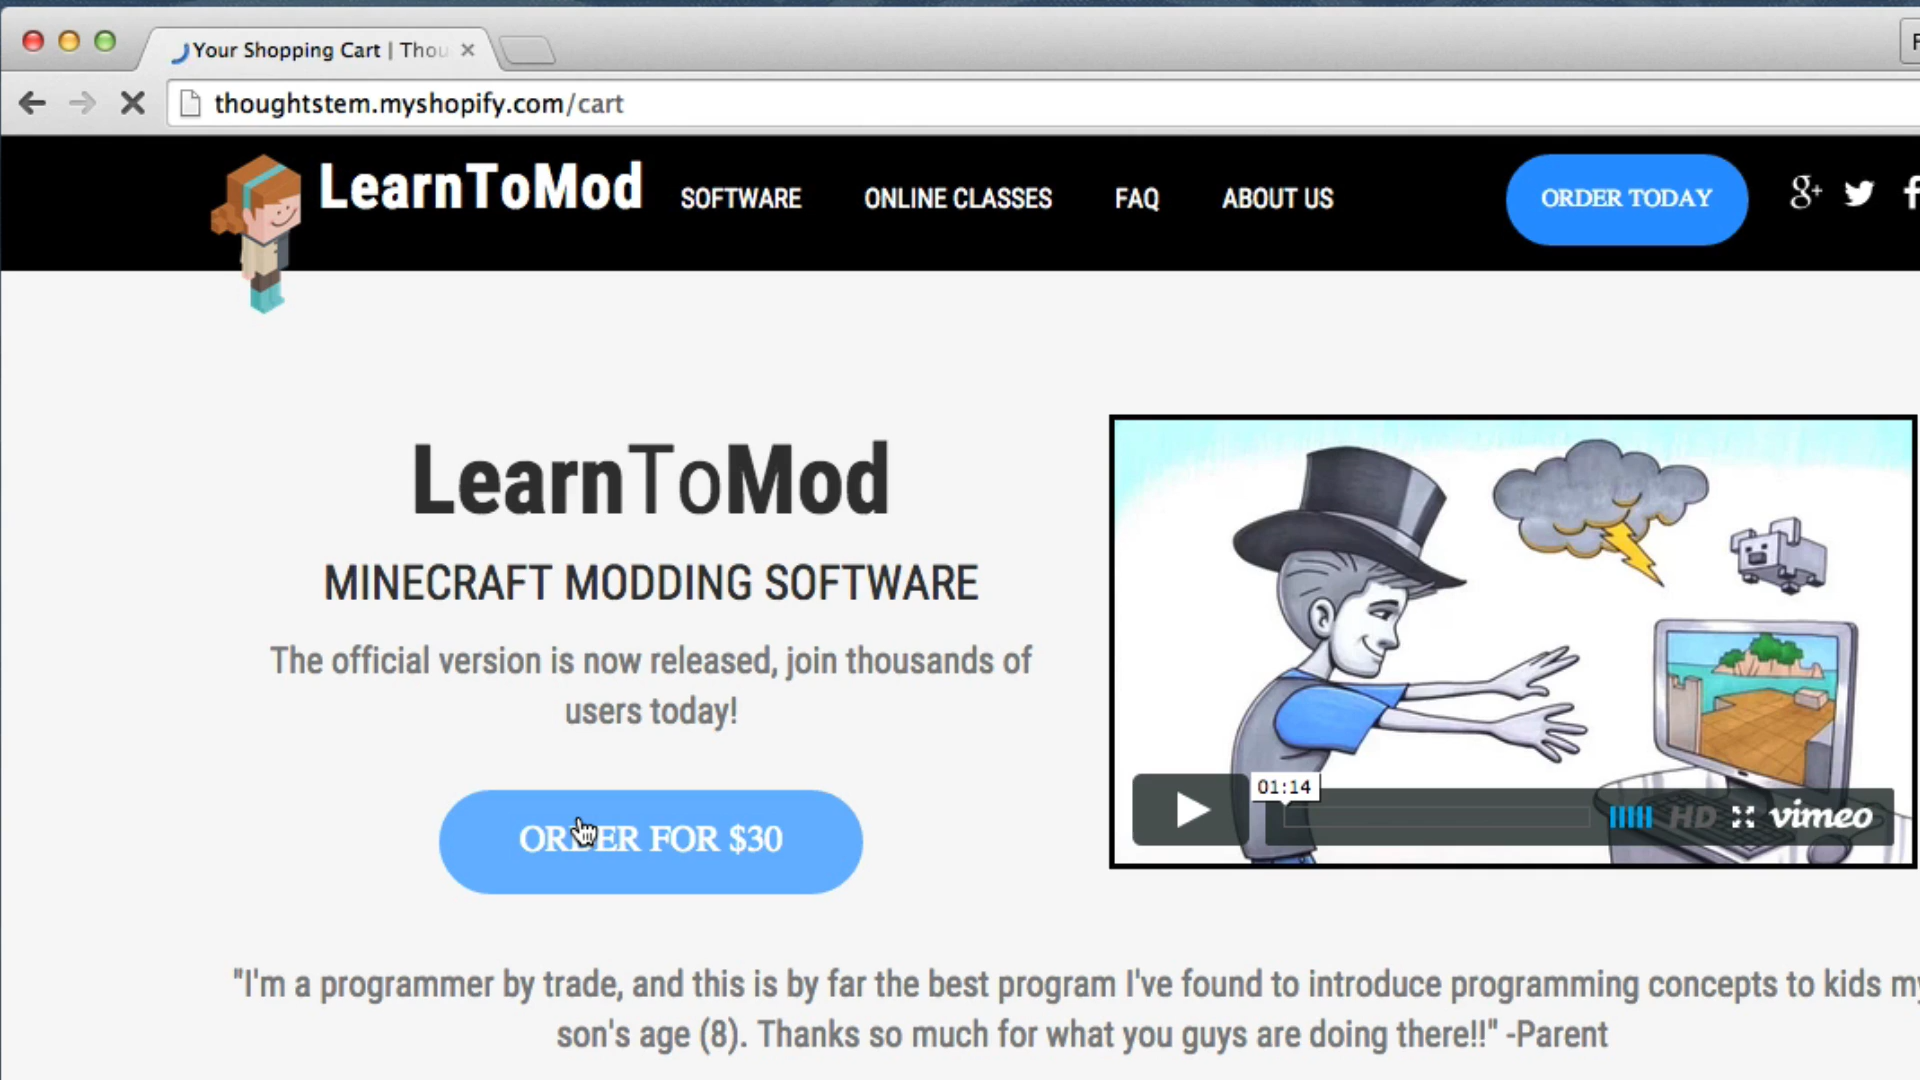 Your Shopping Cart | Thou
thoughtstem.myshopify.com/cart
LearnToMod
SOFTWARE
ONLINE CLASSES
FAQ
ABOUT US
ORDER TODAY
LearnToMod
MINECRAFT MODDING SOFTWARE
The official version is now released, join thousands of
users today!
ORDER FOR $30
01:14
HD
vimeo
"I'm a programmer by trade, and this is by far the best program I've found to introduce programming concepts to kids my
son's age (8). Thanks so much for what you guys are doing there!!" -Parent